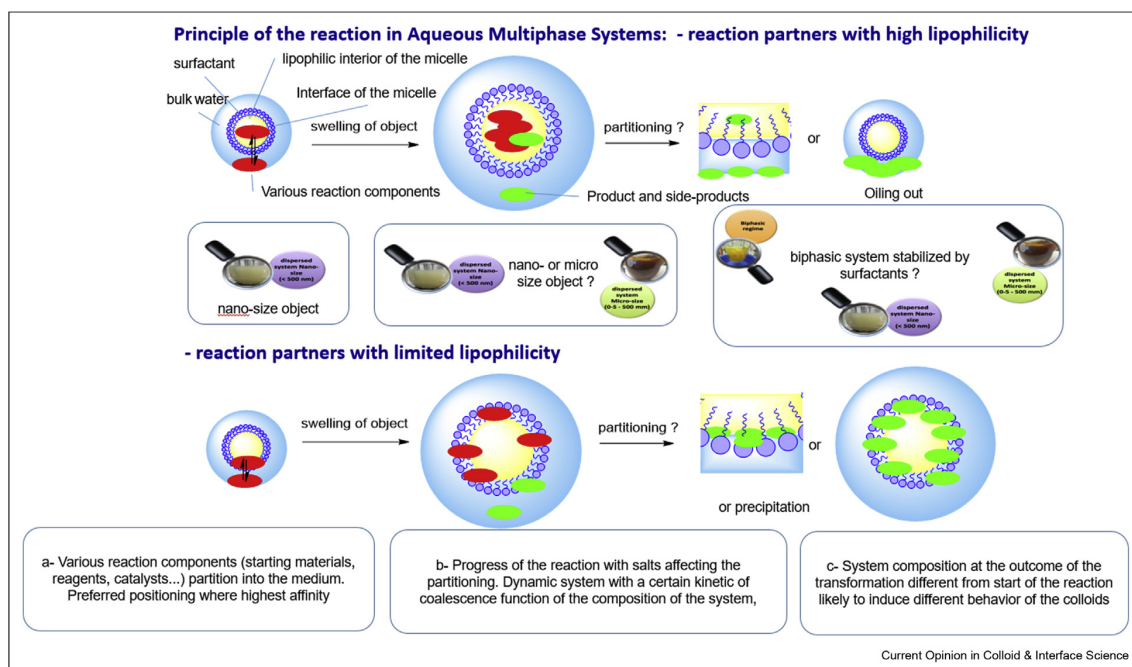 Principle of the reaction in Aqueous Multiphase Systems: - reaction partners with high lipophilicity
surfactant
lipophilic interior of the micelle
bulk water
Interface of the micelle
swelling of object
partitioning ?
or
Various reaction components
Product and side-products
Oiling out
dispersed
system Nano-
size
(< 500 nm)
nano-size object
dispersed
system Nano-
size
(< 500 nm)
nano- or micro
size object ?
dispersed
system
Micro-size
(0-5 - 500 mm)
Biphasic
regime
biphasic system stabilized by
surfactants ?
dispersed
system Nano-
size
(< 500 nm)
dispersed
system
Micro-size
(0-5 - 500 mm)
- reaction partners with limited lipophilicity
swelling of object
partitioning ?
or
or precipitation
a- Various reaction components (starting materials,
reagents, catalysts...) partition into the medium.
Preferred positioning where highest affinity
b- Progress of the reaction with salts affecting the
partitioning. Dynamic system with a certain kinetic of
coalescence function of the composition of the system,
c- System composition at the outcome of the
transformation different from start of the reaction
likely to induce different behavior of the colloids
Current Opinion in Colloid & Interface Science